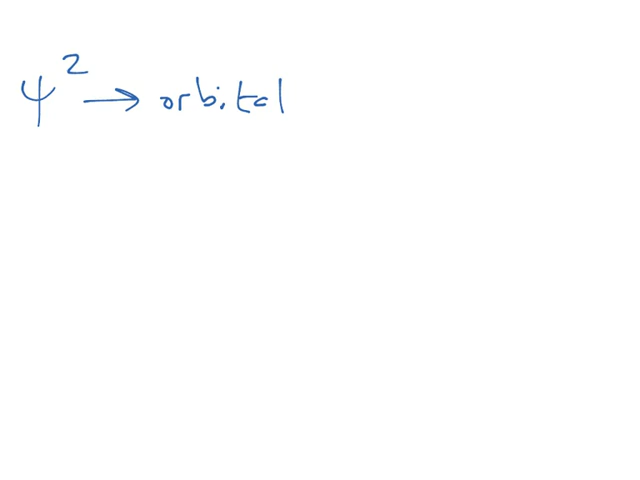 ψ² → orbital